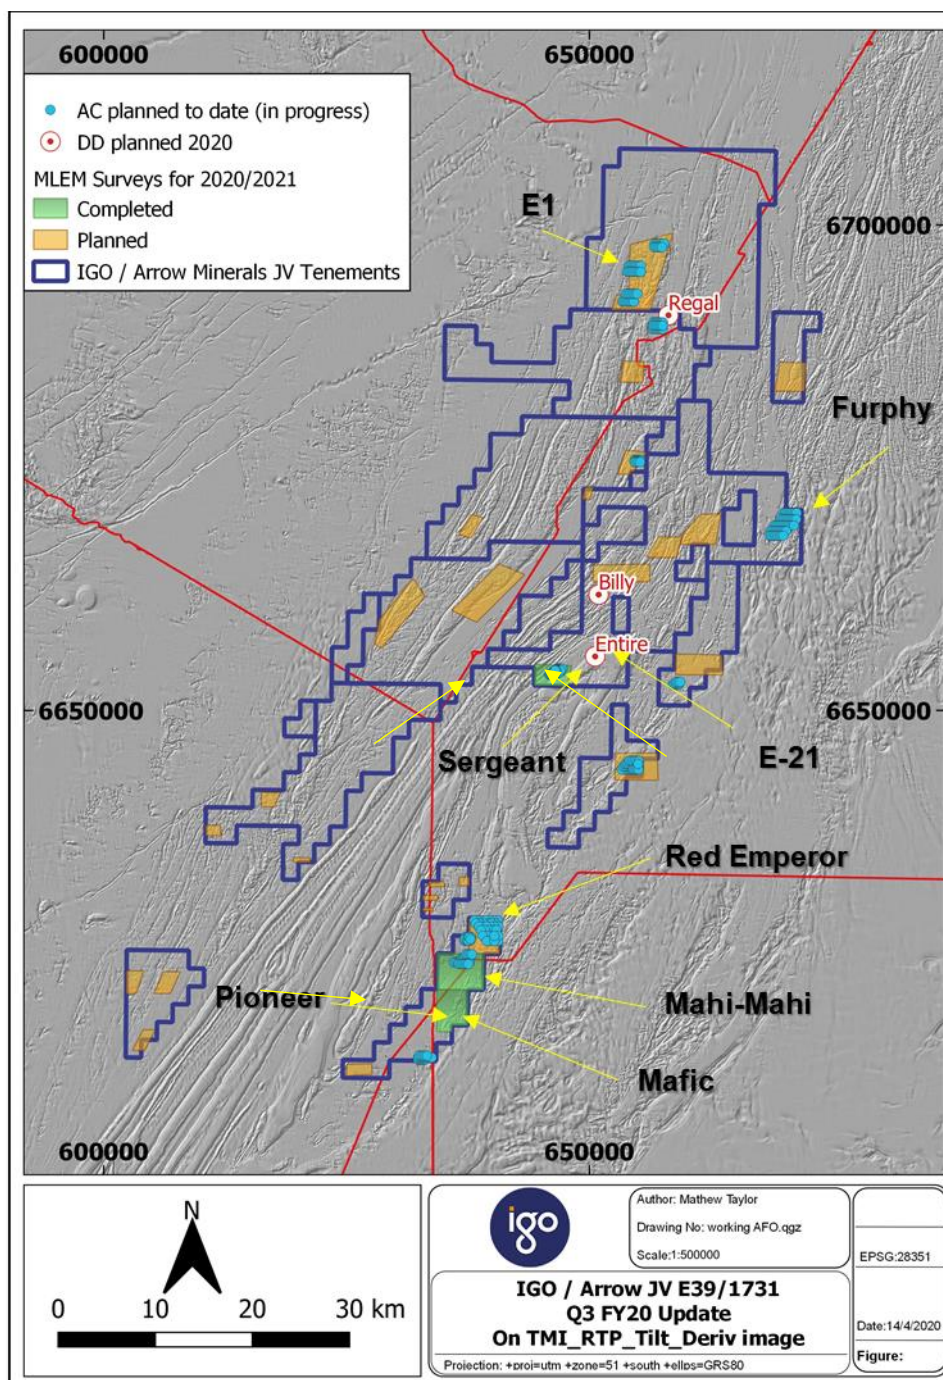 600000
650000
AC planned to date (in progress)
DD planned 2020
MLEM Surveys for 2020/2021
Completed
Planned
IGO / Arrow Minerals JV Tenements
E1
6700000
Regal
Furphy
Billy
Entire
6650000
6650000
Sergeant
E-21
Red Emperor
Pioneer
Mahi-Mahi
Mafic
600000
650000
N
0 10 20 30 km
igo
Author: Mathew Taylor
Drawing No: working AFO.qgz
Scale:1:500000
EPSG:28351
IGO / Arrow JV E39/1731
Q3 FY20 Update
On TMI_RTP_Tilt_Deriv image
Date:14/4/2020
Figure:
Projection: +proj=utm +zone=51 +south +ellps=GRS80